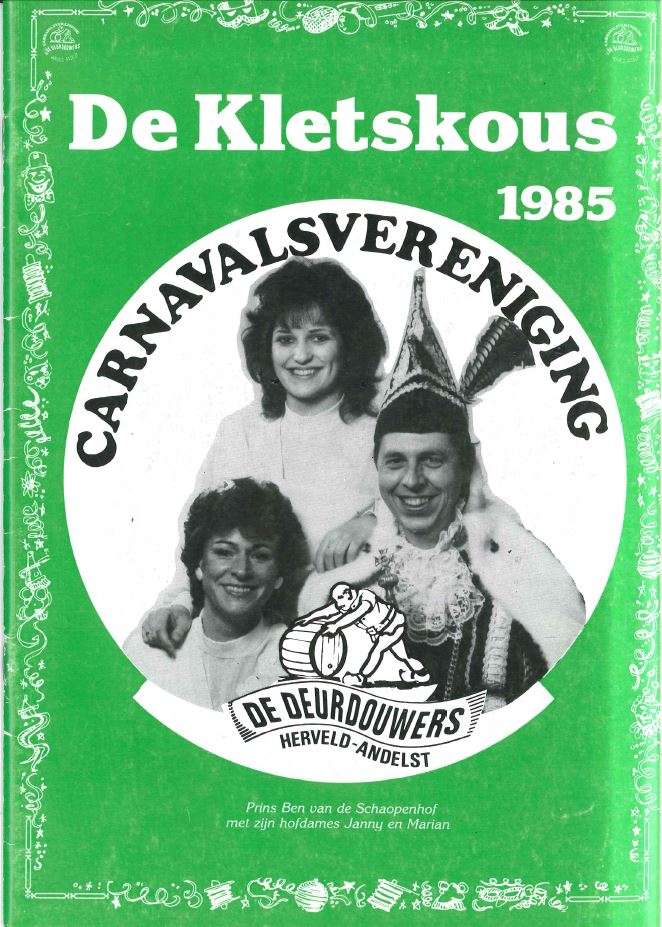 De Kletskous
1985
CARNAVALSVERENIGING
DE DEURDOUWERS
HERVELD-ANDELST
Prins Ben van de Schaopenhof
met zijn hofdames Janny en Marian